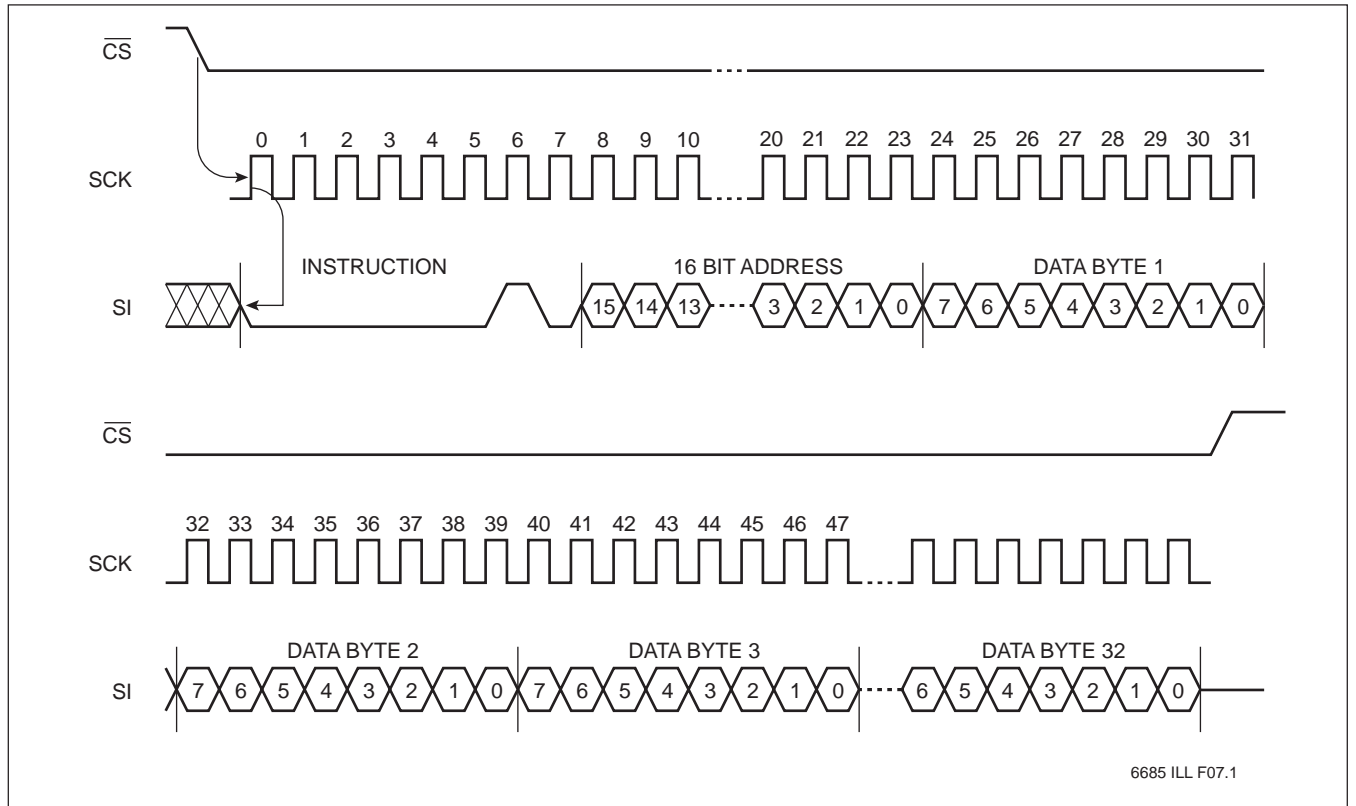 C̅S̅
0 1 2 3 4 5 6 7 8 9 10 20 21 22 23 24 25 26 27 28 29 30 31
SCK
INSTRUCTION 16 BIT ADDRESS DATA BYTE 1
SI 15 14 13 3 2 1 0 7 6 5 4 3 2 1 0
C̅S̅
32 33 34 35 36 37 38 39 40 41 42 43 44 45 46 47
SCK
DATA BYTE 2 DATA BYTE 3 DATA BYTE 32
SI 7 6 5 4 3 2 1 0 7 6 5 4 3 2 1 0 6 5 4 3 2 1 0
6685 ILL F07.1